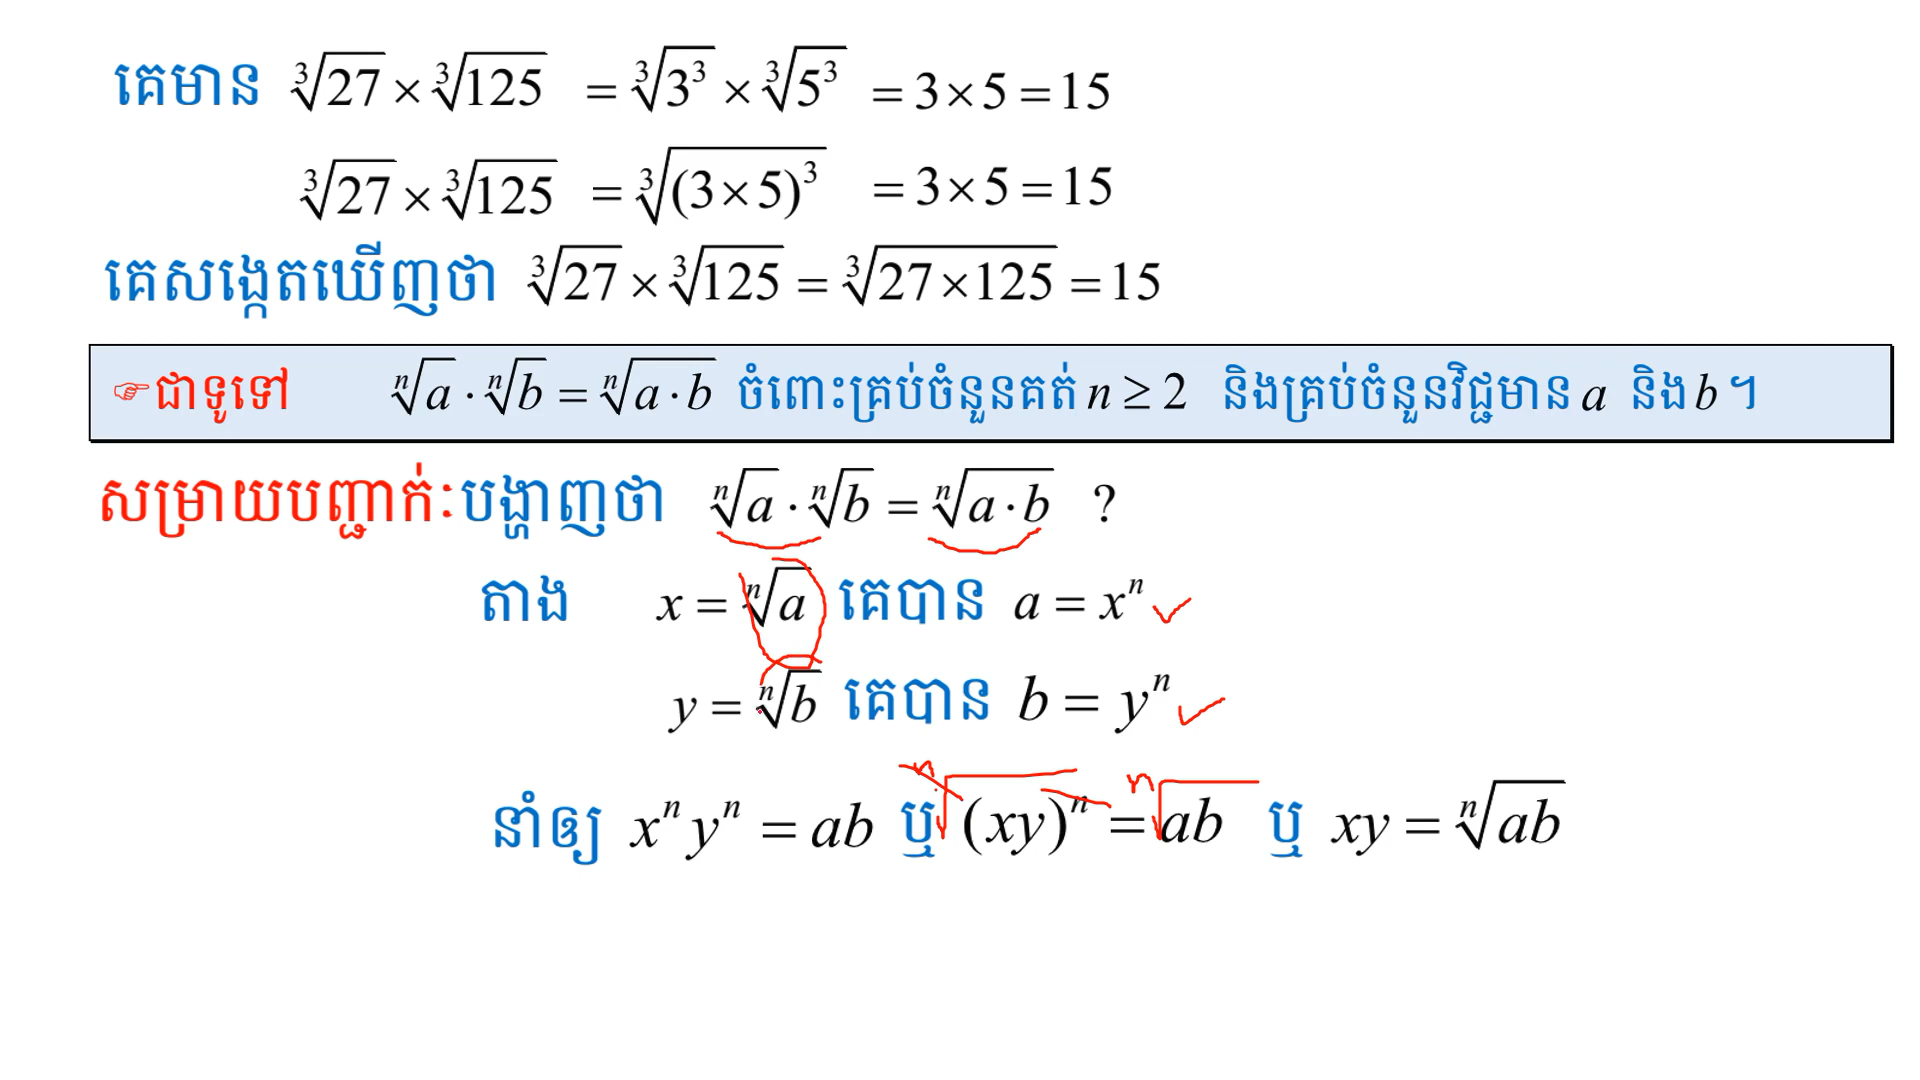 គេមាន ∛27 × ∛125 = ∛3³ × ∛5³ = 3 × 5 = 15
∛27 × ∛125 = ∛(3 × 5)³ = 3 × 5 = 15
គេសង្កេតឃើញថា ∛27 × ∛125 = ∛27 × 125 = 15
☞ជាទូទៅ ⁿ√a · ⁿ√b = ⁿ√a · b ចំពោះគ្រប់ចំនួនគត់ n ≥ 2 និងគ្រប់ចំនួនវិជ្ជមាន a និង b ។
សម្រាយបញ្ជាក់ៈបង្ហាញថា ⁿ√a · ⁿ√b = ⁿ√a · b ?
តាង x = ⁿ√a គេបាន a = xⁿ
y = ⁿ√b គេបាន b = yⁿ
នាំឲ្យ xⁿyⁿ = ab ឬ ⁿ√(xy)ⁿ = ⁿ√ab ឬ xy = ⁿ√ab